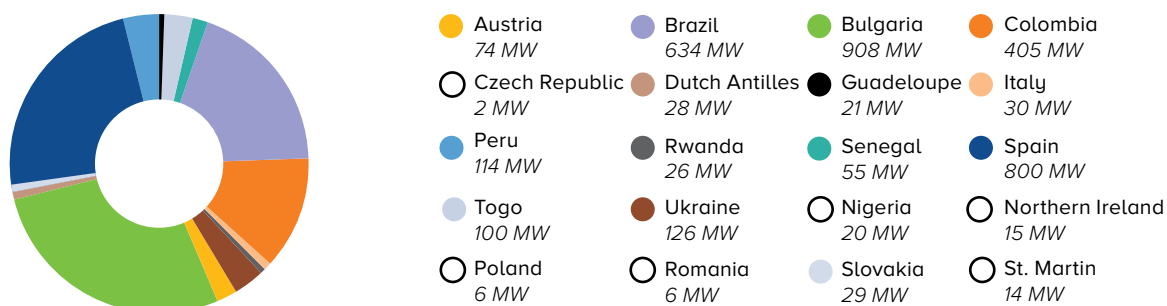 Austria
74 MW
Brazil
634 MW
Bulgaria
908 MW
Colombia
405 MW
Czech Republic
2 MW
Dutch Antilles
28 MW
Guadeloupe
21 MW
Italy
30 MW
Peru
114 MW
Rwanda
26 MW
Senegal
55 MW
Spain
800 MW
Togo
100 MW
Ukraine
126 MW
Nigeria
20 MW
Northern Ireland
15 MW
Poland
6 MW
Romania
6 MW
Slovakia
29 MW
St. Martin
14 MW